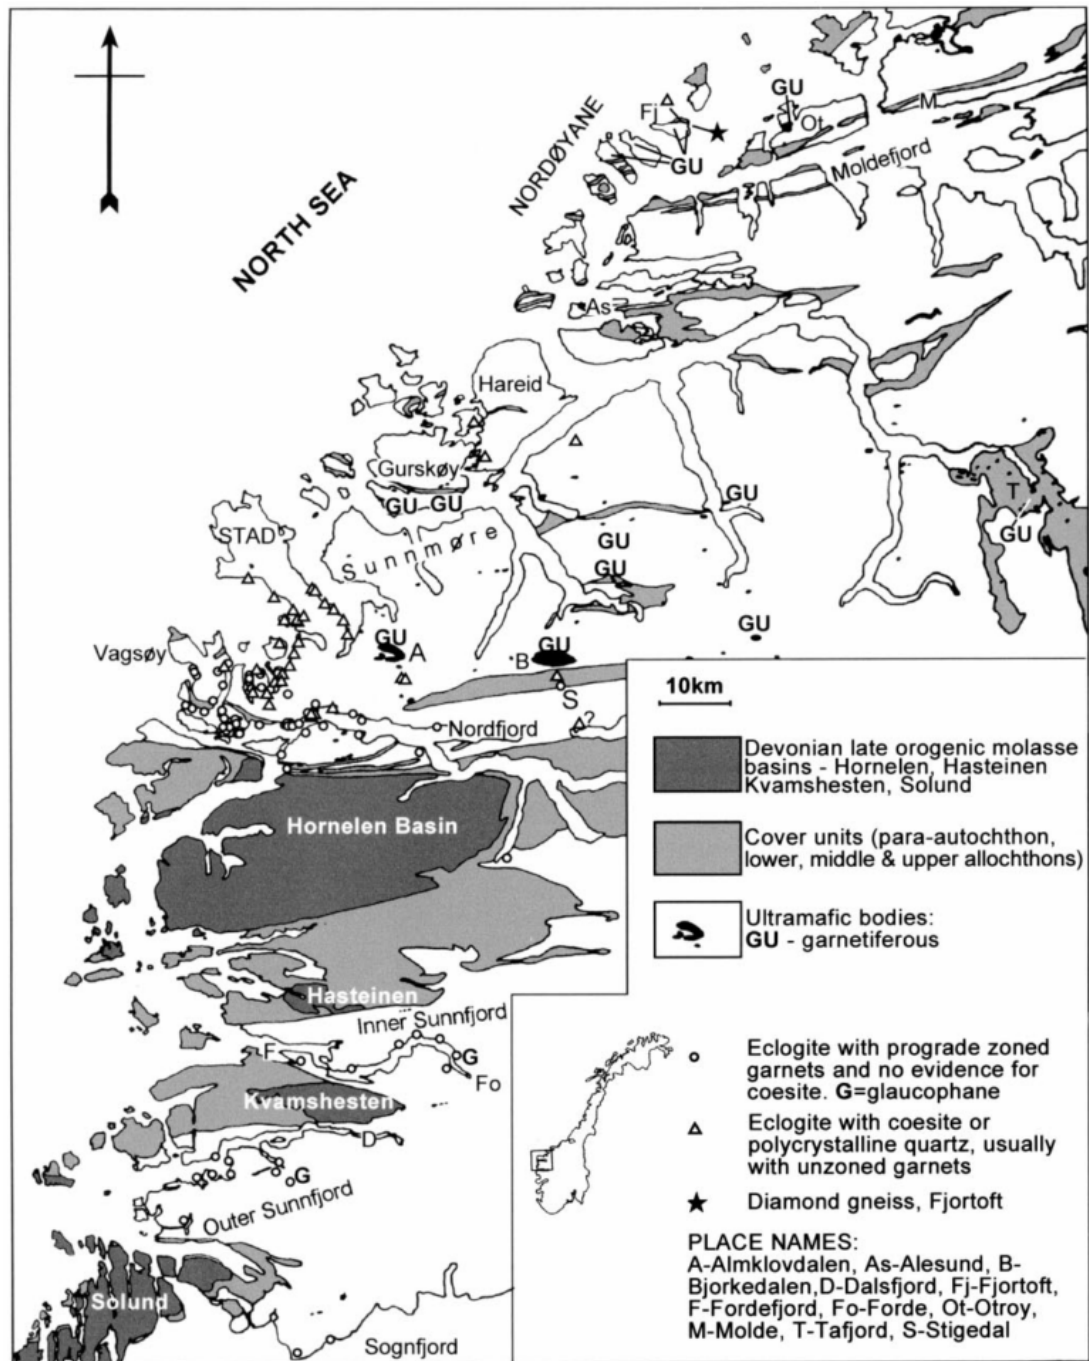 GU
M
Fj
Ot
NORDØYANE
GU
Moldefjord
NORTH SEA
As
Hareid
Gurskøy
GU GU
GU
T
GU
STAD
Sunnmøre
GU
GU
Vagsøy
GU
A
GU
B
GU
S
?
Nordfjord
10km
Devonian late orogenic molasse
basins - Hornelen, Hasteinen
Kvamshesten, Solund
Hornelen Basin
Cover units (para-autochthon,
lower, middle & upper allochthons)
Ultramafic bodies:
GU - garnetiferous
Hasteinen
Inner Sunnfjord
F
G
Fo
Eclogite with prograde zoned
garnets and no evidence for
coesite. G=glaucophane
Kvamshesten
D
Eclogite with coesite or
polycrystalline quartz, usually
with unzoned garnets
G
Outer Sunnfjord
Diamond gneiss, Fjortoft
PLACE NAMES:
A-Almklovdalen, As-Alesund, B-
Bjorkedalen,D-Dalsfjord, Fj-Fjortoft,
F-Fordefjord, Fo-Forde, Ot-Otroy,
M-Molde, T-Tafjord, S-Stigedal
Solund
Sognfjord